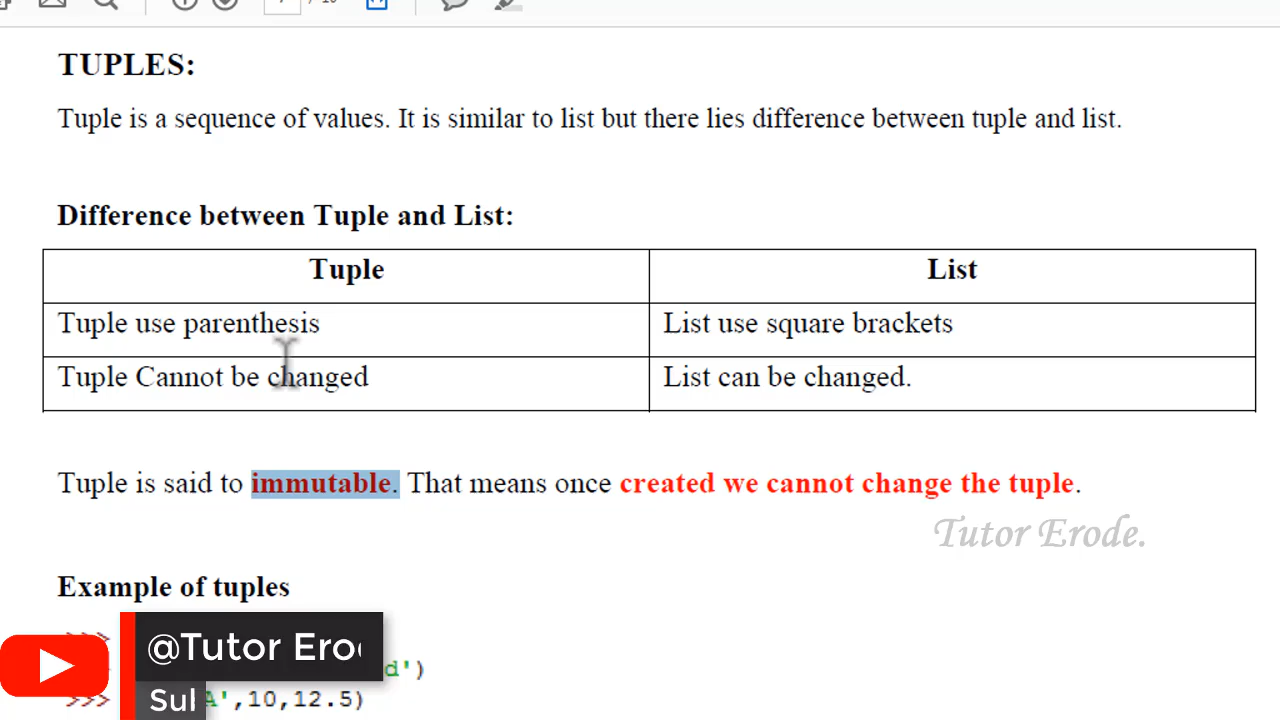 TUPLES:
Tuple is a sequence of values. It is similar to list but there lies difference between tuple and list.
Difference between Tuple and List:
Tuple List
Tuple use parenthesis List use square brackets
Tuple Cannot be changed List can be changed.
Tuple is said to immutable. That means once created we cannot change the tuple.
Tutor Erode.
Example of tuples
>>>
@Tutor Ero
d')
>>> A',10,12.5)